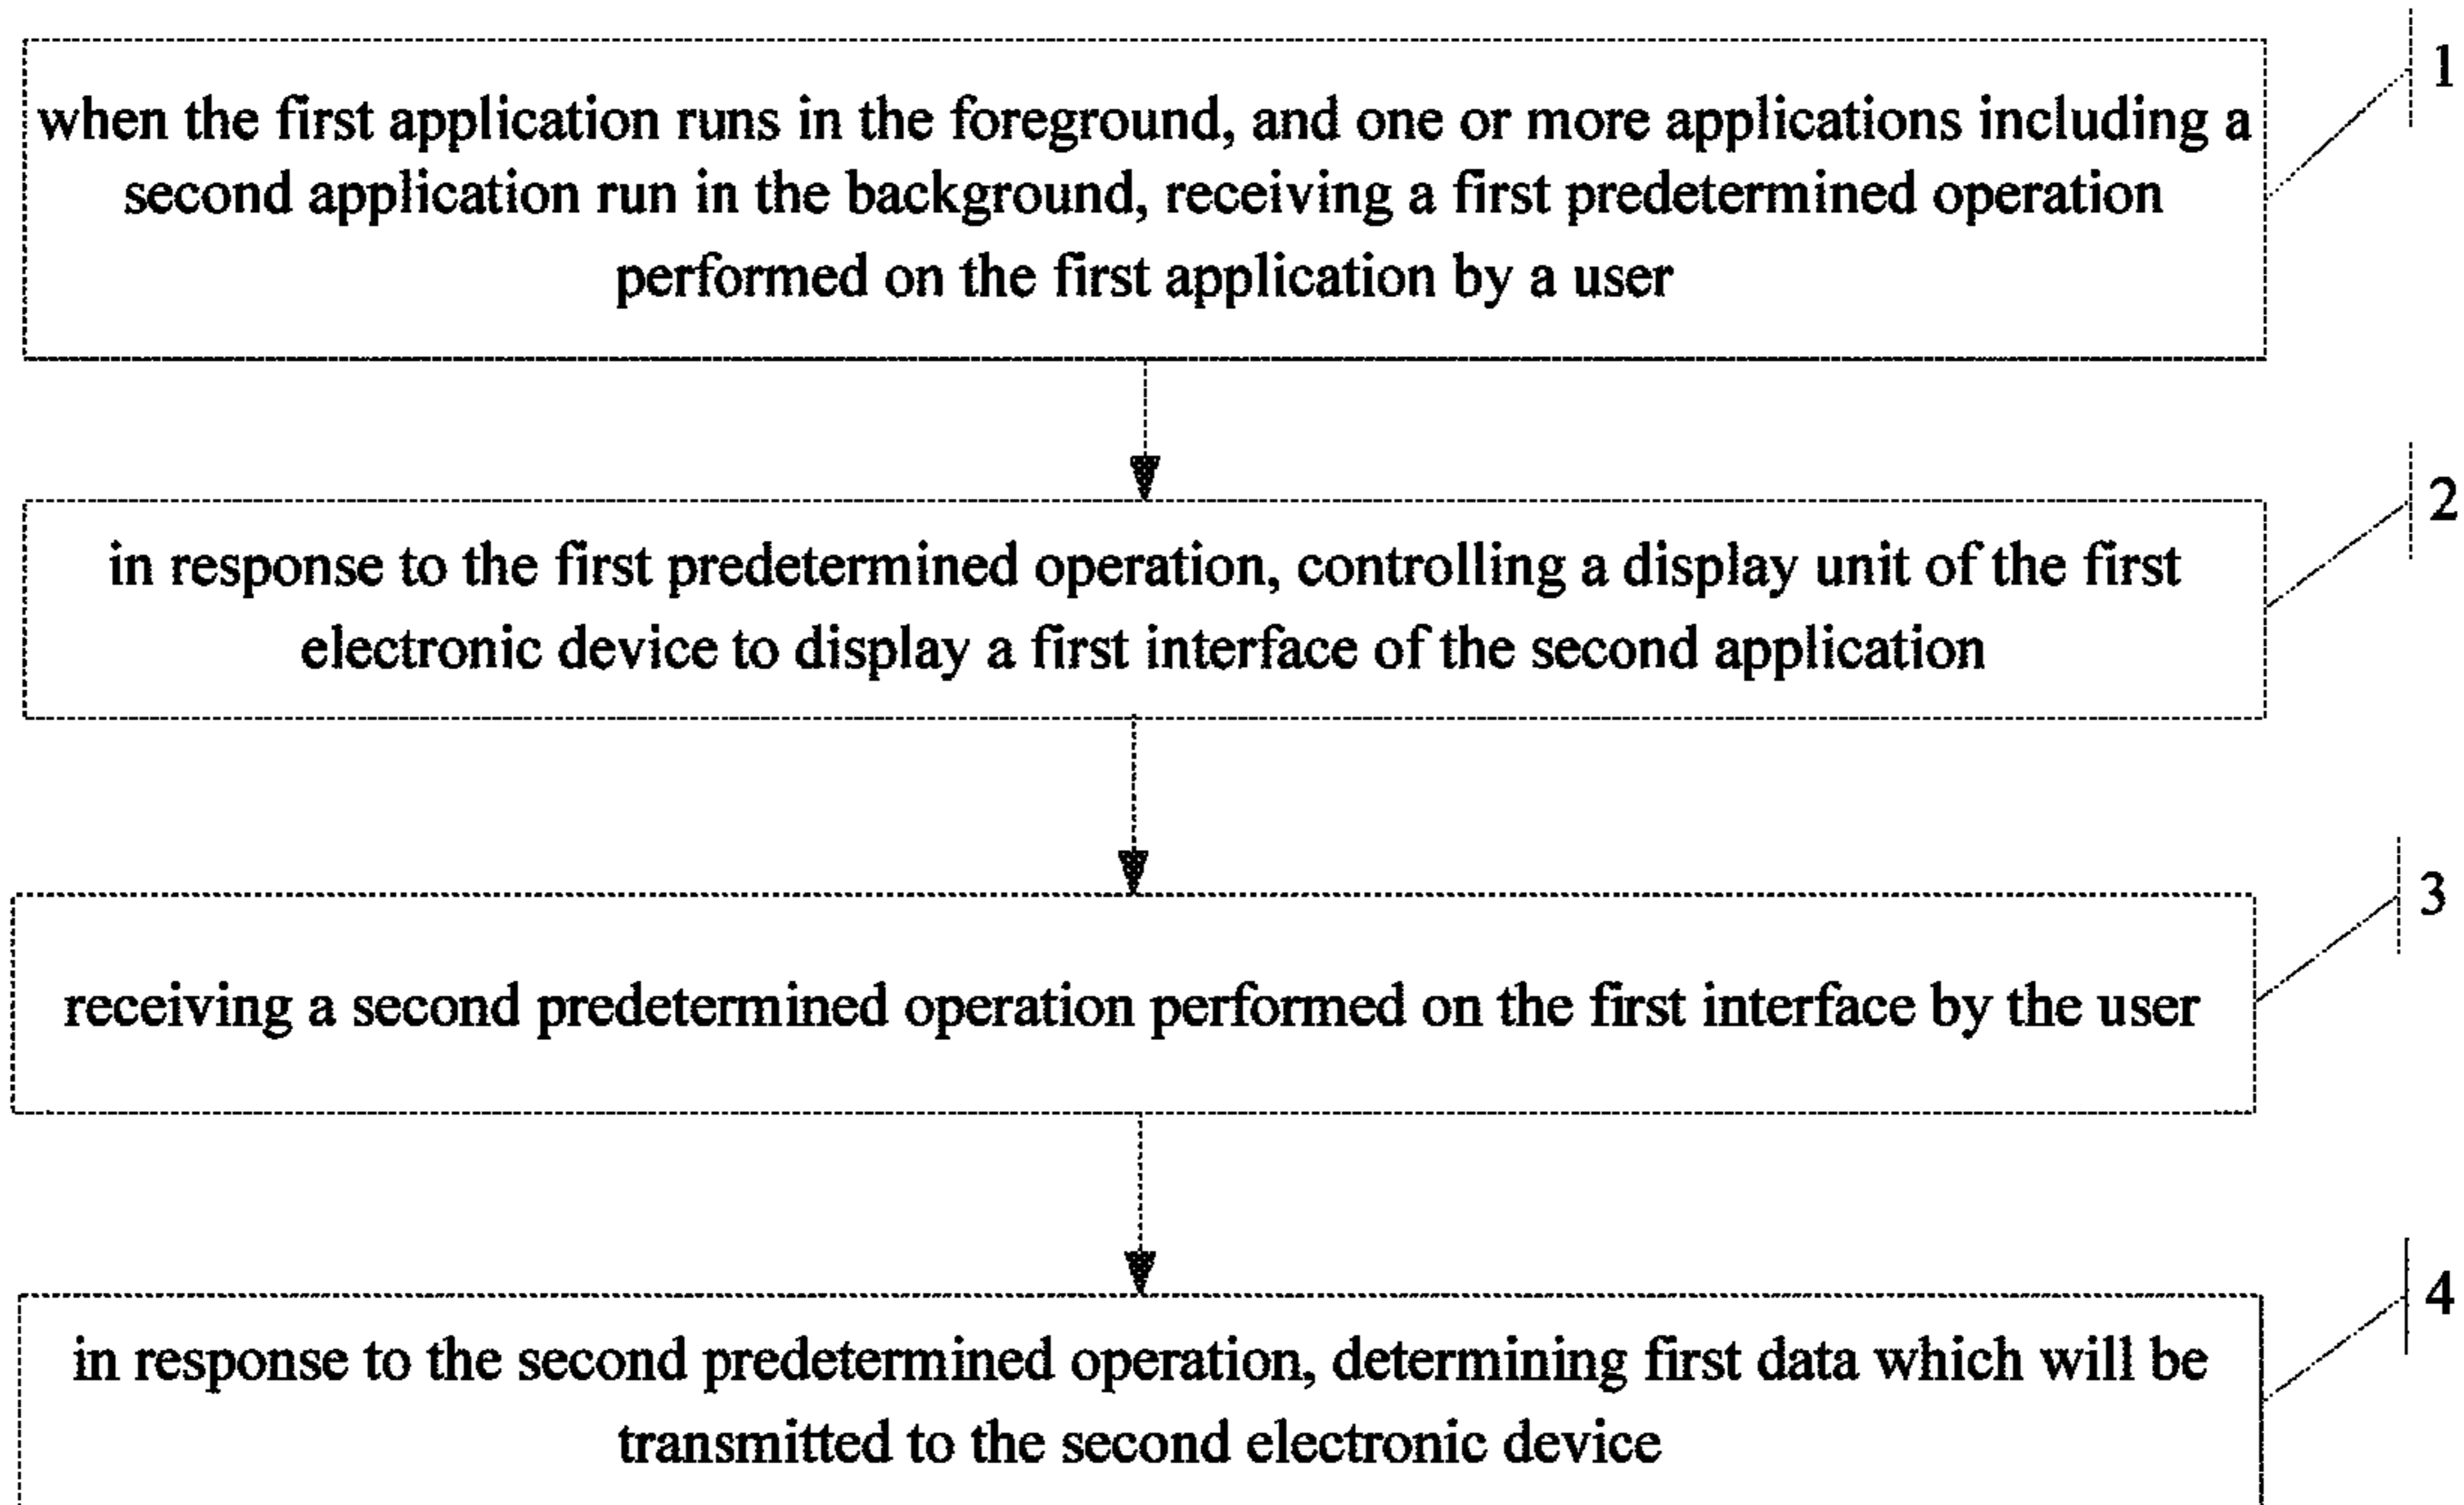 1
when the first application runs in the foreground, and one or more applications including a
second application run in the background, receiving a first predetermined operation
performed on the first application by a user
2
in response to the first predetermined operation, controlling a display unit of the first
electronic device to display a first interface of the second application
3
receiving a second predetermined operation performed on the first interface by the user
4
in response to the second predetermined operation, determining first data which will be
transmitted to the second electronic device